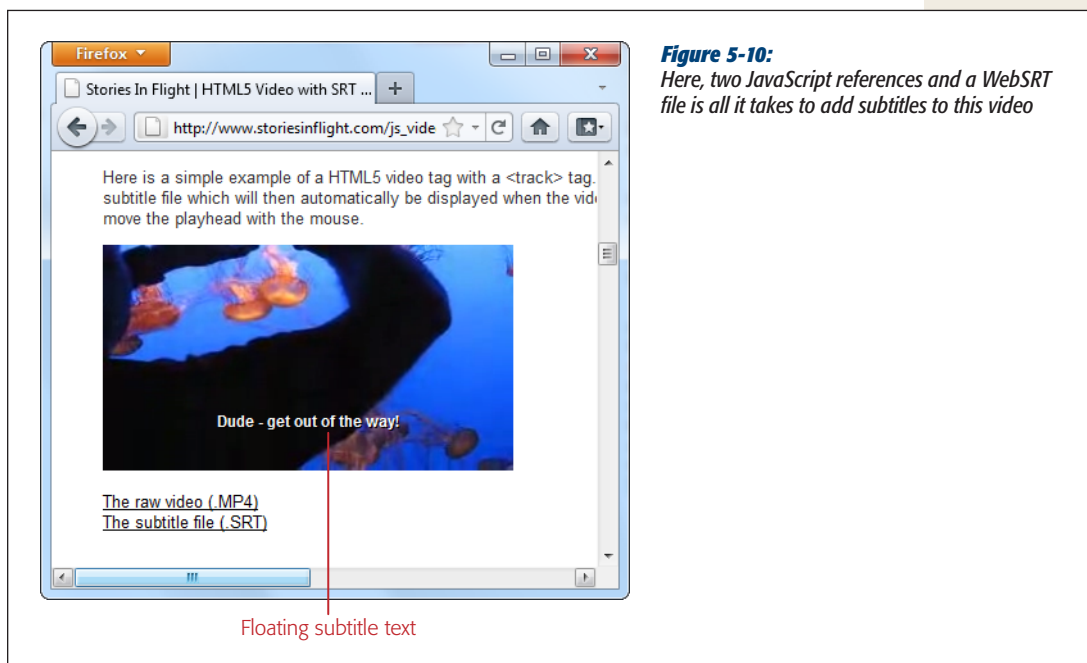 Firefox
Stories In Flight | HTML5 Video with SRT ...
http://www.storiesinflight.com/js_vide
Here is a simple example of a HTML5 video tag with a <track> tag.
subtitle file which will then automatically be displayed when the vide
move the playhead with the mouse.
Dude - get out of the way!
The raw video (.MP4)
The subtitle file (.SRT)
Floating subtitle text
Figure 5-10:
Here, two JavaScript references and a WebSRT
file is all it takes to add subtitles to this video